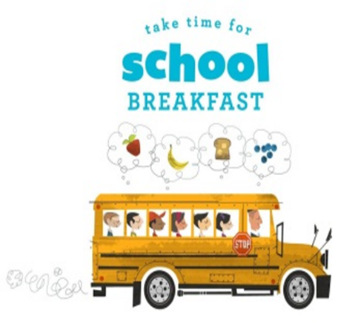 take time for
school
BREAKFAST
STOP